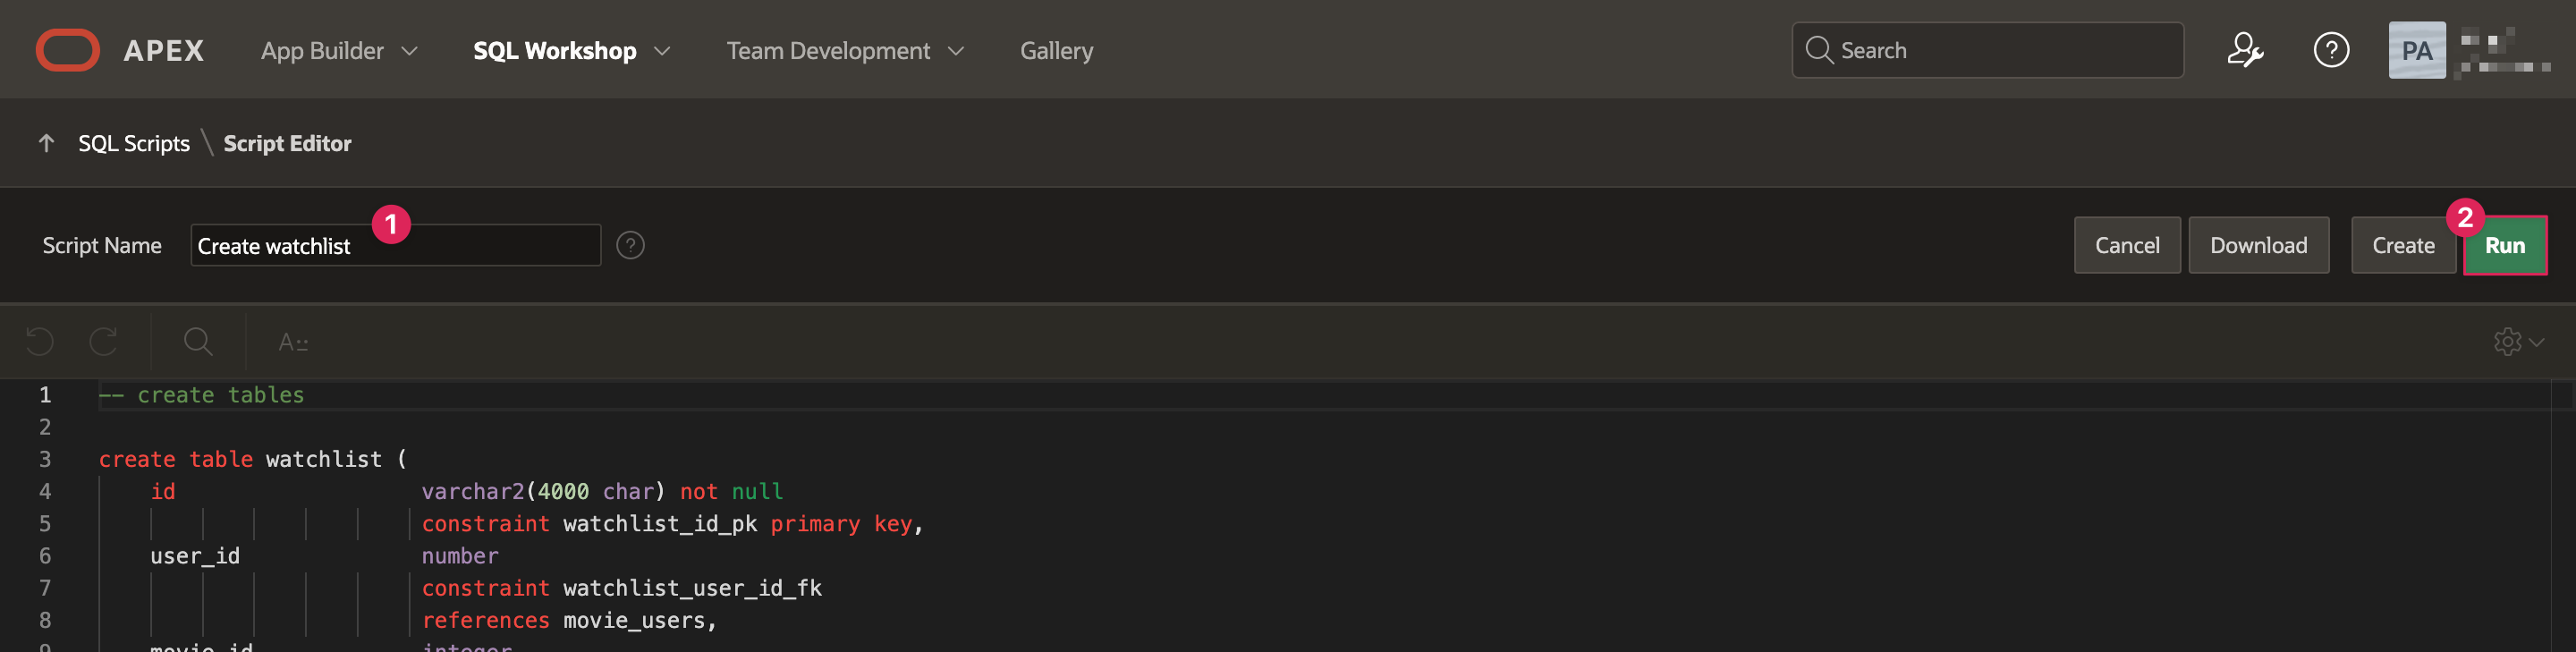 APEX App Builder SQL Workshop Team Development Gallery Search PA
SQL Scripts \ Script Editor
Script Name Create watchlist 1 ? Cancel Download Create 2 Run
A
1 -- create tables
2
3 create table watchlist (
4 id varchar2(4000 char) not null
5 constraint watchlist_id_pk primary key,
6 user_id number
7 constraint watchlist_user_id_fk
8 references movie_users,
9 movie_id integer